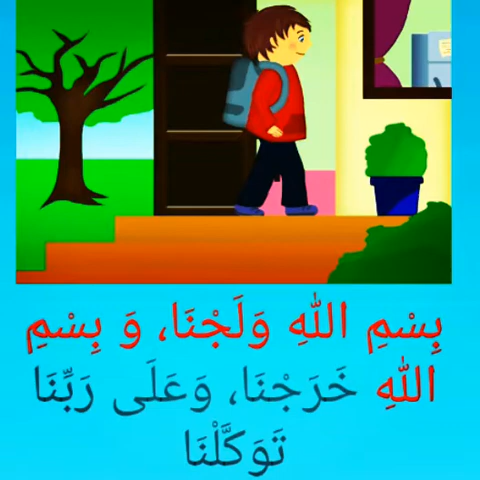 بِسْمِ اللّٰهِ وَلَجْنَا، وَ بِسْمِ
اللّٰهِ خَرَجْنَا، وَعَلَى رَبِّنَا
تَوَكَّلْنَا